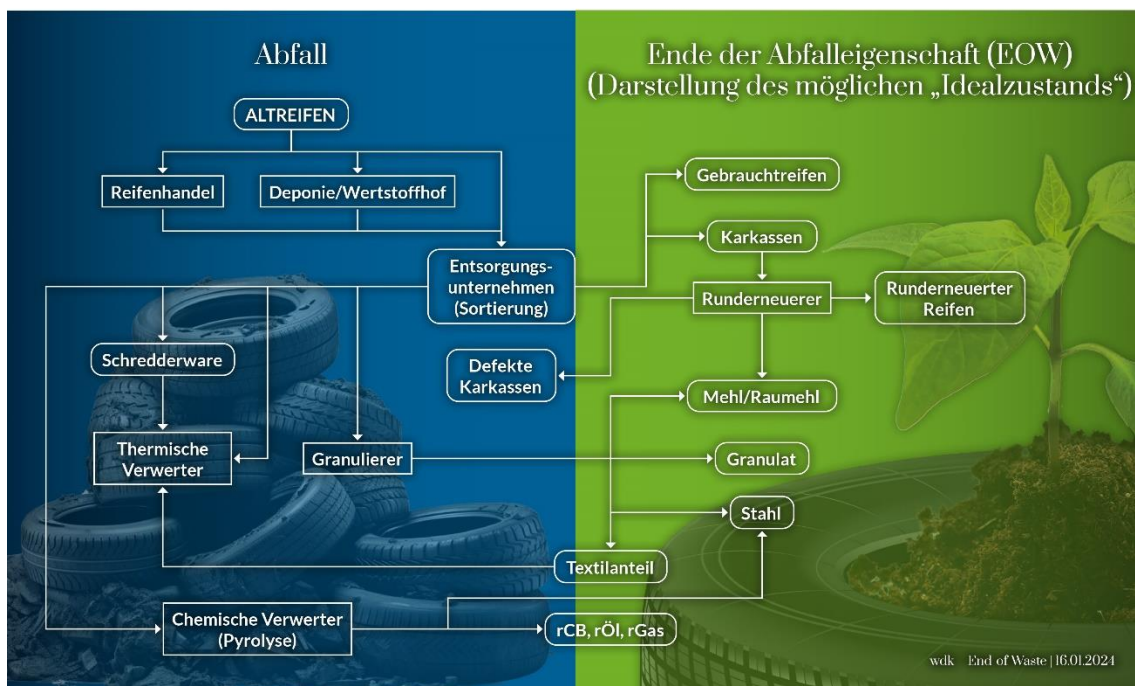 Abfall
Ende der Abfalleigenschaft (EOW)
(Darstellung des möglichen „Idealzustands“)
ALTREIFEN
Reifenhandel
Deponie/Wertstoffhof
Gebrauchtreifen
Karkassen
Entsorgungs-
unternehmen
(Sortierung)
Runderneuerer
Runderneuerter
Reifen
Schredderware
Defekte
Karkassen
Mehl/Raumehl
Thermische
Verwerter
Granulierer
Granulat
Stahl
Textilanteil
Chemische Verwerter
(Pyrolyse)
rCB, rÖl, rGas
wdk End of Waste | 16.01.2024